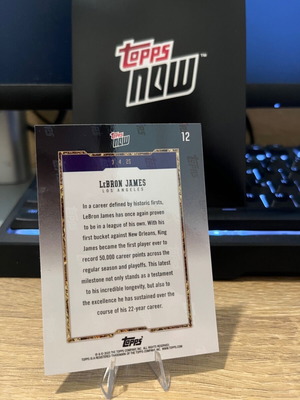 topps
NOW
TM
topps
NOW
12
LEBRON JAMES
LOS ANGELES
In a career defined by historic firsts,
LeBron James has once again proven
to be in a league of his own. With his
first bucket against New Orleans, King
James became the first player ever to
record 50,000 career points across the
regular season and playoffs. This latest
milestone not only stands as a testament
to his incredible longevity, but also to
the excellence he has sustained over the
course of his 22-year career.
topps